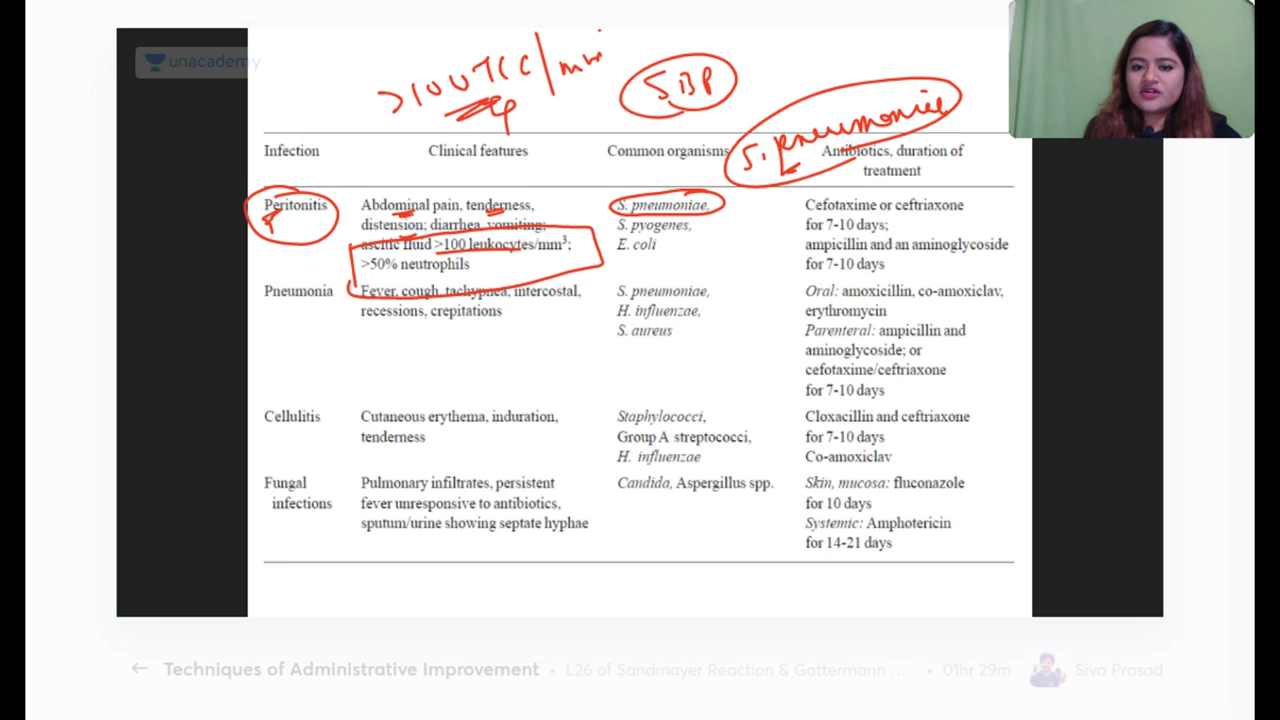 unacademy
>100 TLC/mm
SBP
S. pneumoniae
Infection Clinical features Common organisms Antibiotics, duration of treatment
Peritonitis Abdominal pain, tenderness, S. pneumoniae, Cefotaxime or ceftriaxone
distension; diarrhea, vomiting; S. pyogenes, for 7-10 days;
ascitic fluid >100 leukocytes/mm³; E. coli ampicillin and an aminoglycoside
>50% neutrophils for 7-10 days
Pneumonia Fever, cough, tachypnea, intercostal, S. pneumoniae, Oral: amoxicillin, co-amoxiclav,
recessions, crepitations H. influenzae, erythromycin
S. aureus Parenteral: ampicillin and
aminoglycoside; or
cefotaxime/ceftriaxone
for 7-10 days
Cellulitis Cutaneous erythema, induration, Staphylococci, Cloxacillin and ceftriaxone
tenderness Group A streptococci, for 7-10 days
H. influenzae Co-amoxiclav
Fungal Pulmonary infiltrates, persistent Candida, Aspergillus spp. Skin, mucosa: fluconazole
infections fever unresponsive to antibiotics, for 10 days
sputum/urine showing septate hyphae Systemic: Amphotericin
for 14-21 days
← Techniques of Administrative Improvement • L26 of Sandmayer Reaction & Gattermann ... • 01hr 29m Siva Prasad